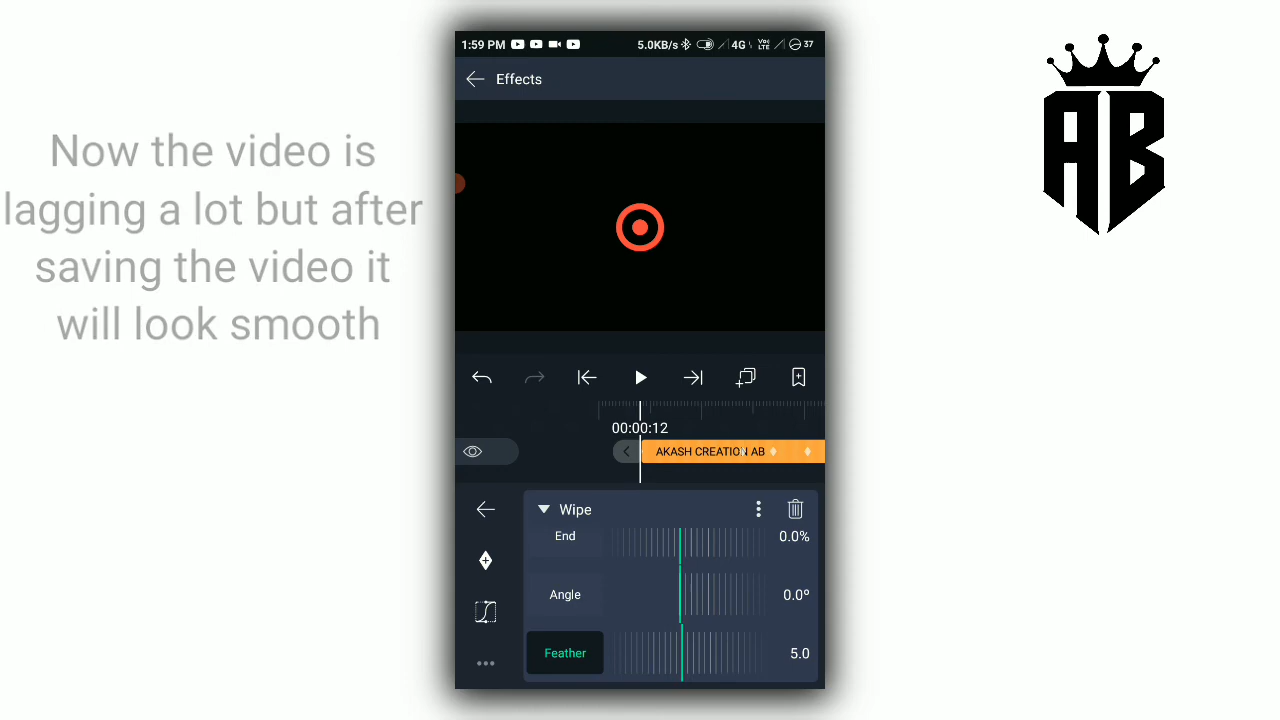 Now the video is
lagging a lot but after
saving the video it
will look smooth
1:59 PM
5.0KB/s 4G Vo) LTE 37
Effects
00:00:12
AKASH CREATION AB
Wipe
End 0.0%
Angle 0.0º
Feather 5.0
AB